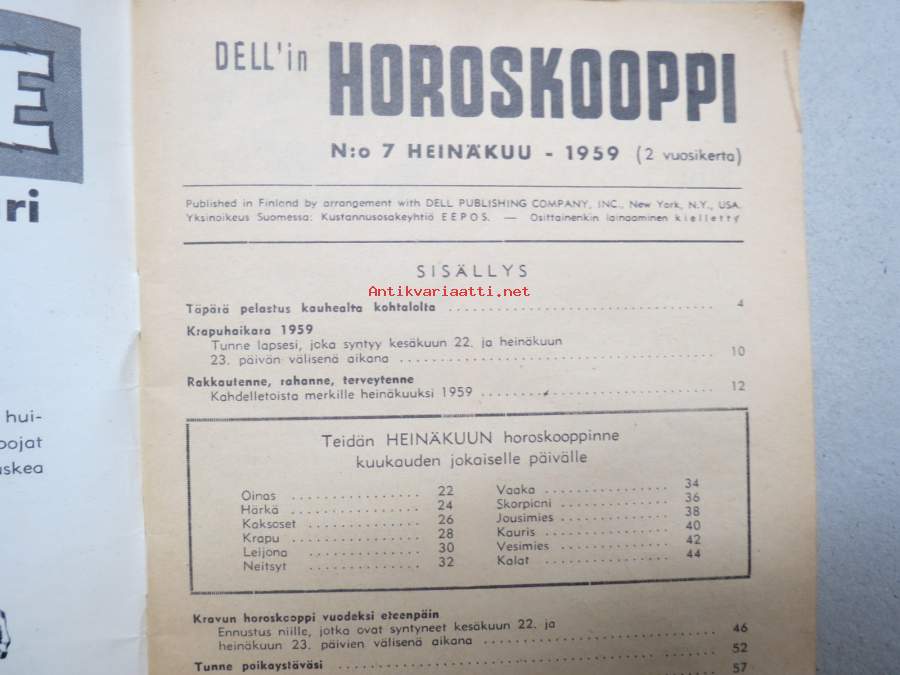 E
ri
hui-
pojat
uskea
DELL'in HOROSKOOPPI
N:o 7 HEINÄKUU - 1959 (2 vuosikerta)
Published in Finland by arrangement with DELL PUBLISHING COMPANY, INC., New York, N.Y., USA.
Yksinoikeus Suomessa: Kustannusosakeyhtiö EEPOS. — Osittainenkin lainaaminen kielletty
SISÄLLYS
Antikvariaatti.net
Täpärä pelastus kauhealta kohtalolta ........ 4
Krapuhaikara 1959
Tunne lapsesi, joka syntyy kesäkuun 22. ja heinäkuun
23. päivän välisenä aikana ........ 10
Rakkautenne, rahanne, terveytenne
Kahdelletoista merkille heinäkuuksi 1959 ........ 12
Teidän HEINÄKUUN horoskooppinne
kuukauden jokaiselle päivälle
Oinas ........ 22
Härkä ........ 24
Kaksoset ........ 26
Krapu ........ 28
Leijona ........ 30
Neitsyt ........ 32
Vaaka ........ 34
Skorpioni ........ 36
Jousimies ........ 38
Kauris ........ 40
Vesimies ........ 42
Kalat ........ 44
Kravun horoskooppi vuodeksi eteenpäin
Ennustus niille, jotka ovat syntyneet kesäkuun 22. ja
heinäkuun 23. päivien välisenä aikana ........ 46
Tunne poikaystäväsi ........ 52
57